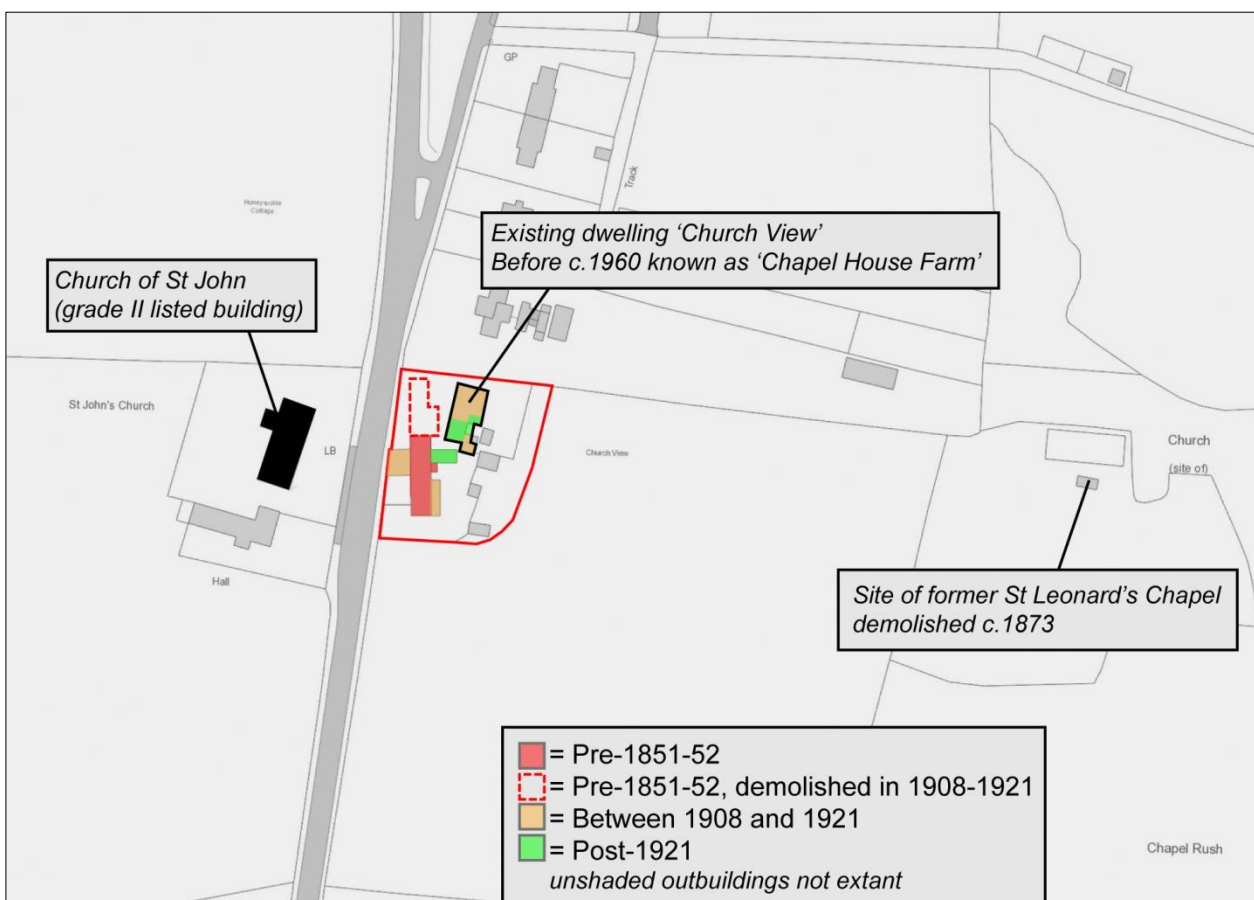 GP
Track
Honeysuckle
Cottage
Existing dwelling ‘Church View’
Before c.1960 known as ‘Chapel House Farm’
Church of St John
(grade II listed building)
St John's Church
LB
Church View
Church
(site of)
Hall
Site of former St Leonard’s Chapel
demolished c.1873
= Pre-1851-52
= Pre-1851-52, demolished in 1908-1921
= Between 1908 and 1921
= Post-1921
unshaded outbuildings not extant
Chapel Rush